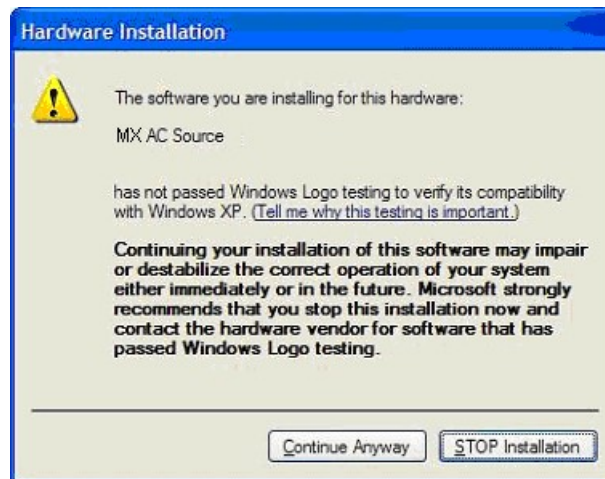 Hardware Installation
The software you are installing for this hardware:
MX AC Source
has not passed Windows Logo testing to verify its compatibility
with Windows XP. (Tell me why this testing is important.)
Continuing your installation of this software may impair
or destabilize the correct operation of your system
either immediately or in the future. Microsoft strongly
recommends that you stop this installation now and
contact the hardware vendor for software that has
passed Windows Logo testing.
Continue Anyway STOP Installation